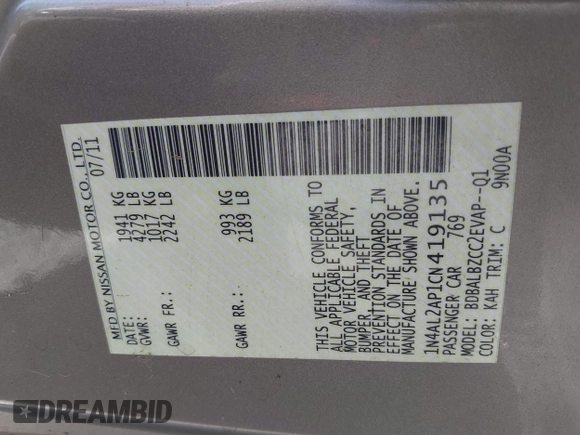 MFD BY NISSAN MOTOR CO., LTD.
DATE: 07/11
GVWR: 1941 KG
4279 LB
GAWR FR: 1017 KG
2242 LB
GAWR RR: 993 KG
2189 LB
THIS VEHICLE CONFORMS TO
ALL APPLICABLE FEDERAL
MOTOR VEHICLE SAFETY,
BUMPER, AND THEFT
PREVENTION STANDARDS IN
EFFECT ON THE DATE OF
MANUFACTURE SHOWN ABOVE.
1N4AL2AP1CN419135
PASSENGER CAR 769
MODEL: BDBALBZCC2EVAP--Q1
COLOR: KAH TRIM: C 9N00A
DREAMBID